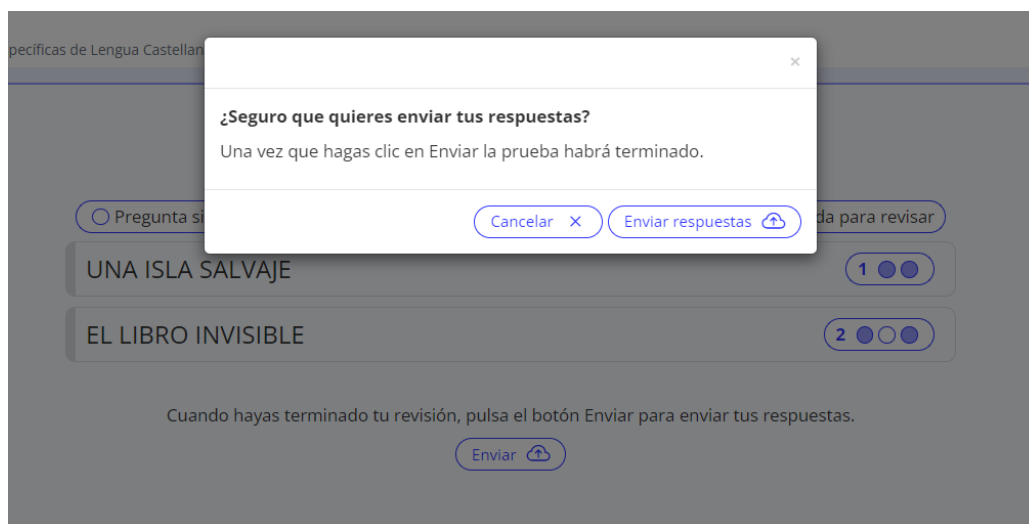 pecíficas de Lengua Castellan
×
¿Seguro que quieres enviar tus respuestas?
Una vez que hagas clic en Enviar la prueba habrá terminado.
Cancelar ×
Enviar respuestas
Pregunta si
da para revisar
UNA ISLA SALVAJE
1
EL LIBRO INVISIBLE
2
Cuando hayas terminado tu revisión, pulsa el botón Enviar para enviar tus respuestas.
Enviar